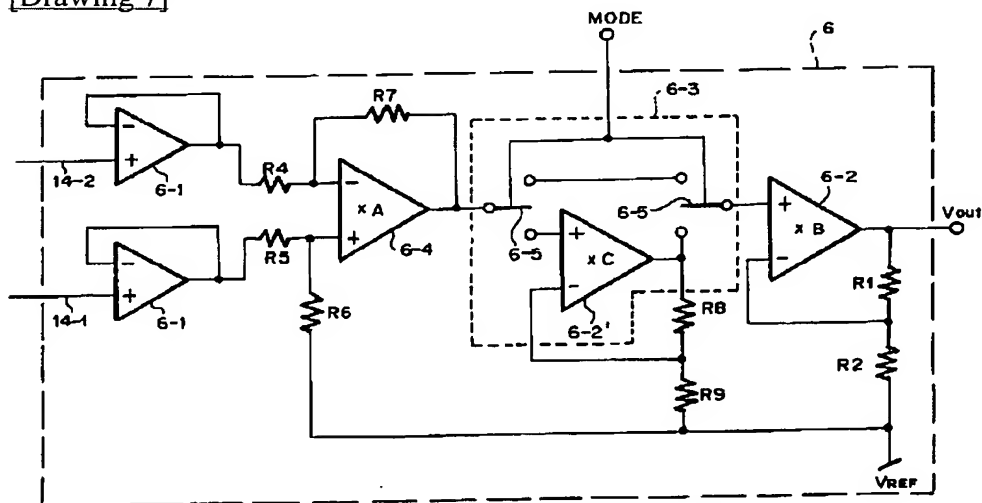 [Drawing 7]
MODE
6
6-3
R7
R4
14-2
6-1
- +
- +
× A
6-4
6-5
6-5
6-2
+ -
× B
Vout
R5
14-1
6-1
- +
R6
+ -
× C
6-2'
R8
R9
R1
R2
VREF